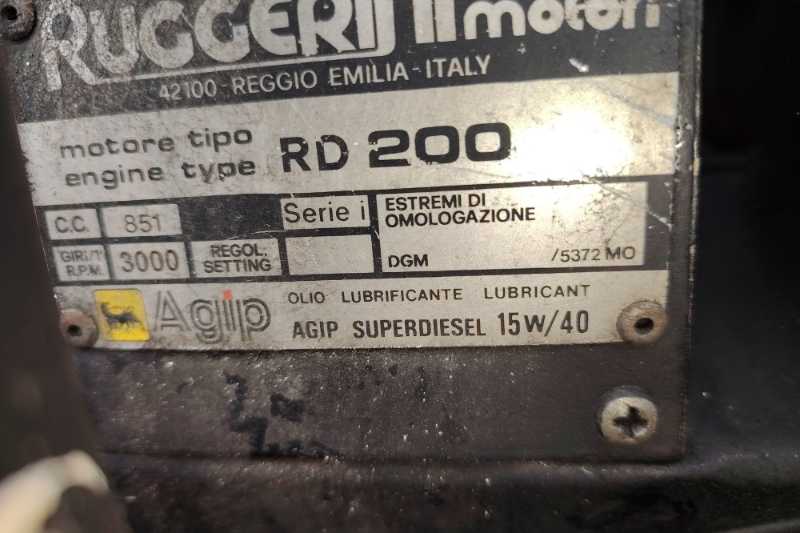 RUGGERINI motori
42100 - REGGIO EMILIA - ITALY
motore tipo
engine type RD 200
C.C. 851 Serie i
ESTREMI DI
OMOLOGAZIONE
GIRI/1'
R.P.M. 3000
REGOL.
SETTING
DGM /5372 MO
Agip
OLIO LUBRIFICANTE LUBRICANT
AGIP SUPERDIESEL 15W/40